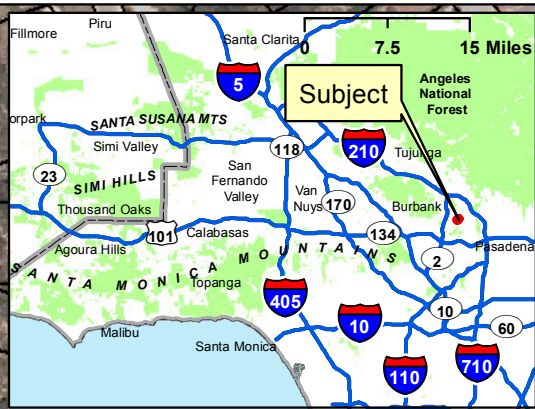 Piru
Fillmore
Santa Clarita
0 7.5 15 Miles
5
Subject
Angeles
National
Forest
orpark
SANTA SUSANA MTS
Simi Valley
118
210
Tujunga
23
SIMI HILLS
San
Fernando
Valley
Van
Nuys
170
Burbank
Thousand Oaks
101
Calabasas
134
Pasadena
Agoura Hills
2
SANTA MONICA MOUNTAINS
Topanga
405
10
10
60
Malibu
Santa Monica
110
710